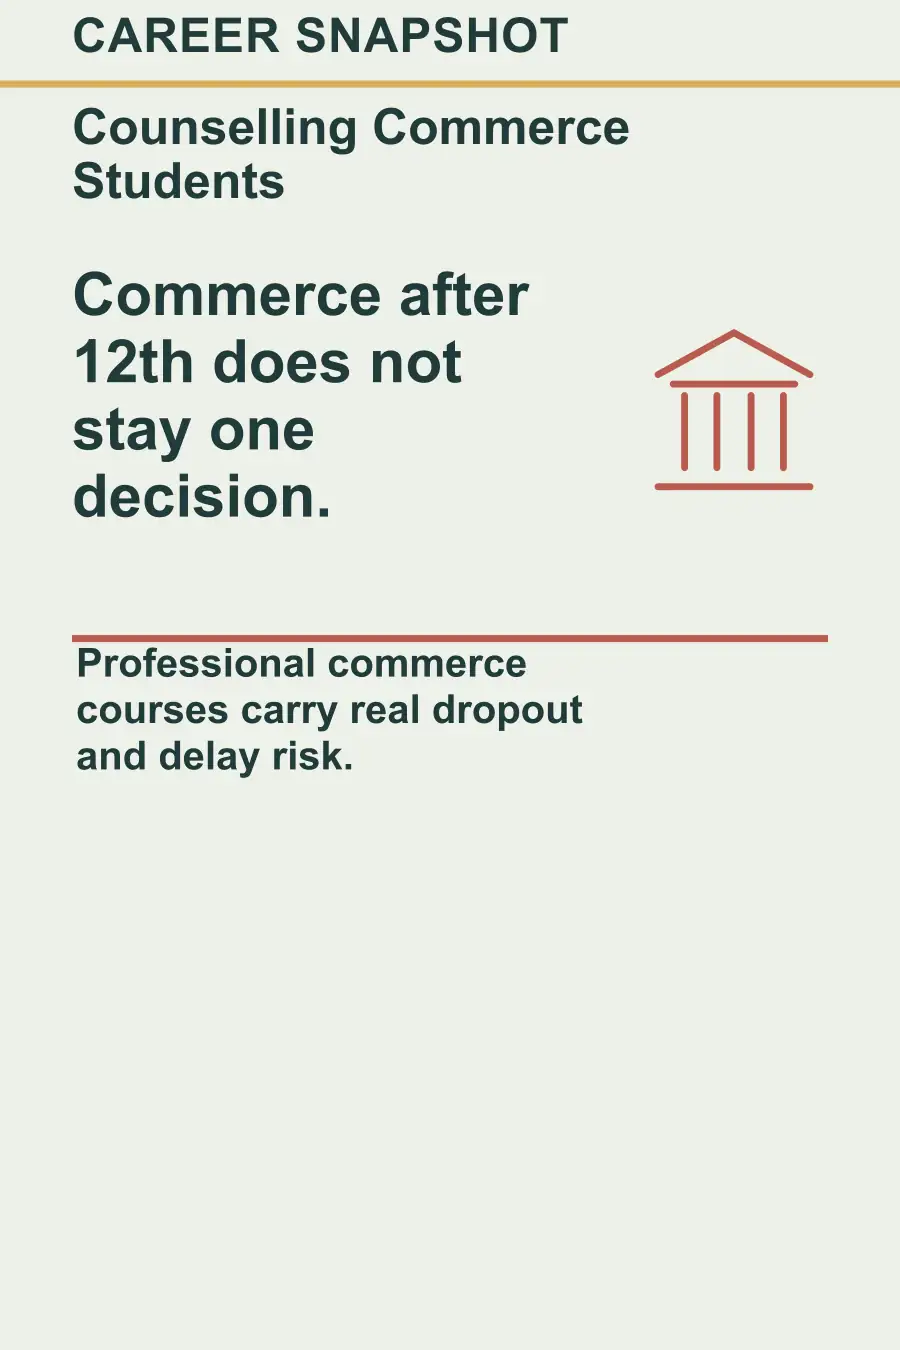 CAREER SNAPSHOT
Counselling Commerce
Students
Commerce after
12th does not
stay one
decision.
Professional commerce
courses carry real dropout
and delay risk.